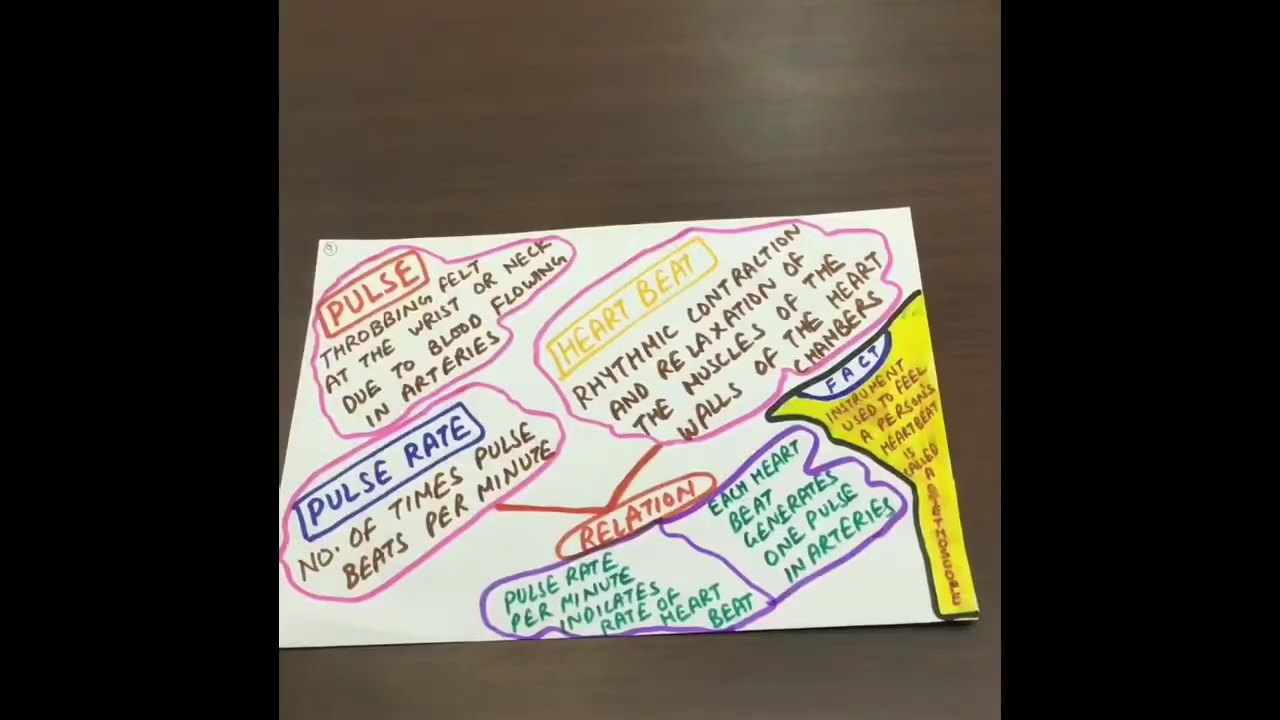 9
PULSE
THROBBING FELT
AT THE WRIST OR NECK
DUE TO BLOOD FLOWING
IN ARTERIES
HEART BEAT
RHYTHMIC CONTRACTION
AND RELAXATION OF
THE MUSCLES OF THE
WALLS OF THE HEART
CHAMBERS
PULSE RATE
NO. OF TIMES PULSE
BEATS PER MINUTE
RELATION
EACH HEART
BEAT
GENERATES
ONE PULSE
IN ARTERIES
PULSE RATE
PER MINUTE
INDICATES
RATE OF
HEART
BEAT
FACT
INSTRUMENT
USED TO FEEL
A PERSON'S
HEARTBEAT
IS
CALLED
A STETHOSCOPE